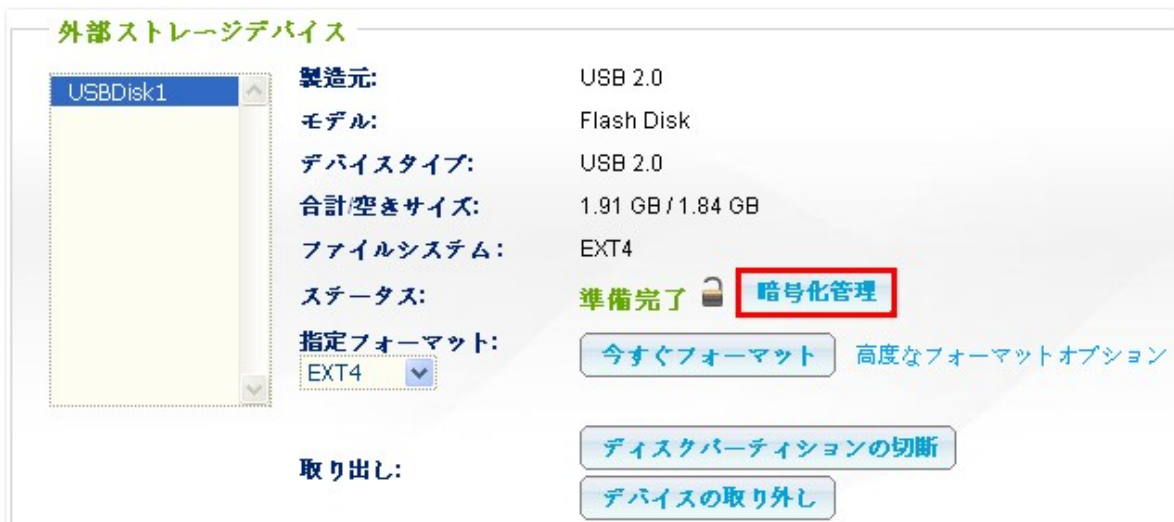 外部ストレージデバイス
USBDisk1
製造元: USB 2.0
モデル: Flash Disk
デバイスタイプ: USB 2.0
合計/空きサイズ: 1.91 GB / 1.84 GB
ファイルシステム: EXT4
ステータス: 準備完了 暗号化管理
指定フォーマット:
EXT4 今すぐフォーマット 高度なフォーマットオプション
取り出し: ディスクパーティションの切断
デバイスの取り外し